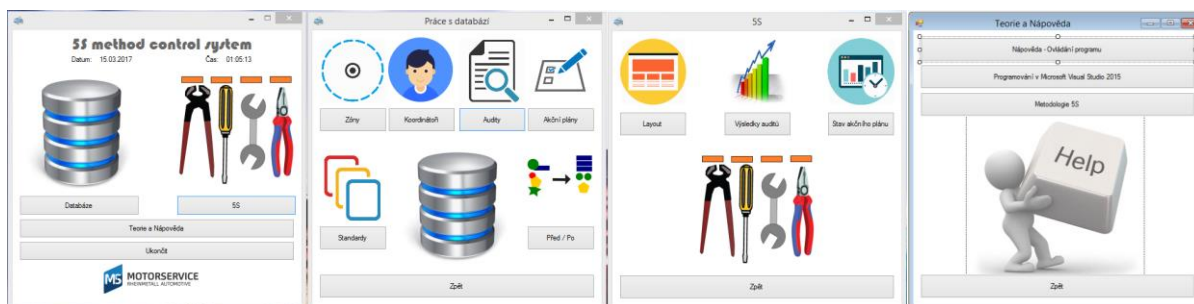 5S method control system
Datum: 15.03.2017 Čas: 01:05:13
Databáze 5S
Teorie a Nápověda
Ukončit
MS MOTORSERVICE
RHEINMETALL AUTOMOTIVE
Práce s databází
Zóny Koordinátoři Audity Akční plány
Standardy Před / Po
Zpět
5S
Layout Výsledky auditů Stav akčního plánu
Zpět
Teorie a Nápověda
Nápověda - Ovládání programu
Programování v Microsoft Visual Studio 2015
Metodologie 5S
Help
Zpět